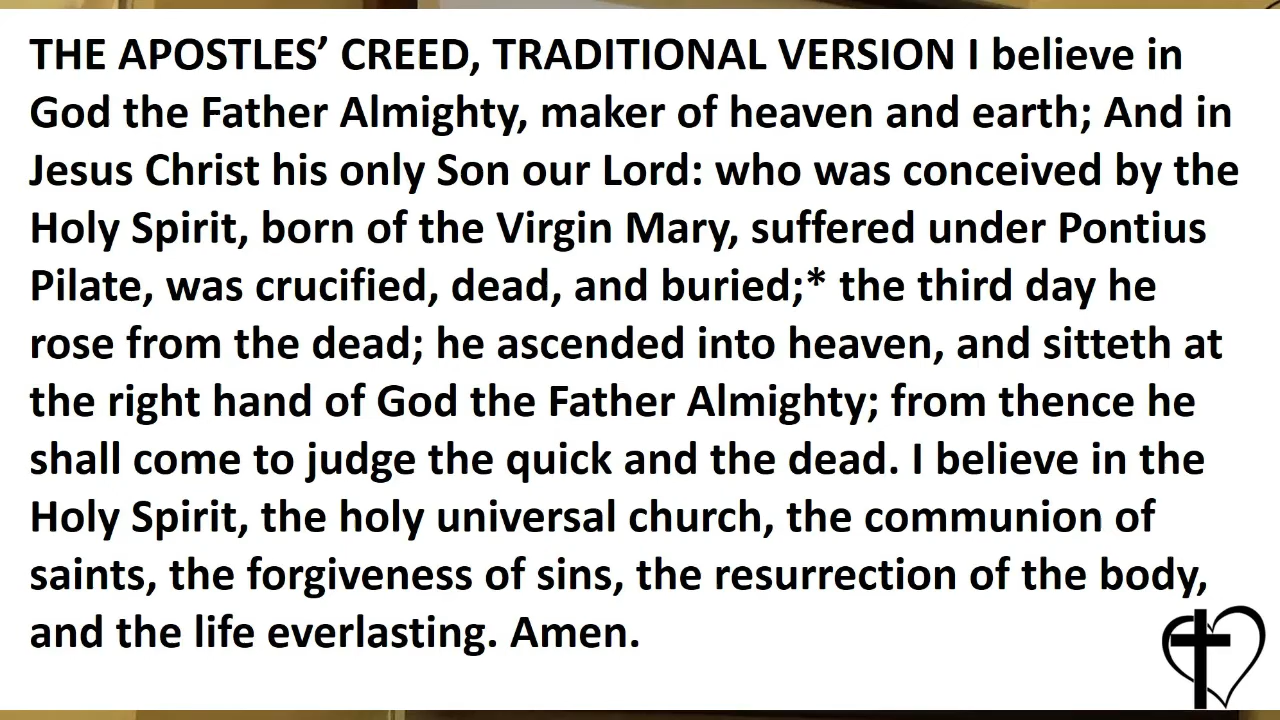 THE APOSTLES’ CREED, TRADITIONAL VERSION I believe in
God the Father Almighty, maker of heaven and earth; And in
Jesus Christ his only Son our Lord: who was conceived by the
Holy Spirit, born of the Virgin Mary, suffered under Pontius
Pilate, was crucified, dead, and buried;* the third day he
rose from the dead; he ascended into heaven, and sitteth at
the right hand of God the Father Almighty; from thence he
shall come to judge the quick and the dead. I believe in the
Holy Spirit, the holy universal church, the communion of
saints, the forgiveness of sins, the resurrection of the body,
and the life everlasting. Amen.